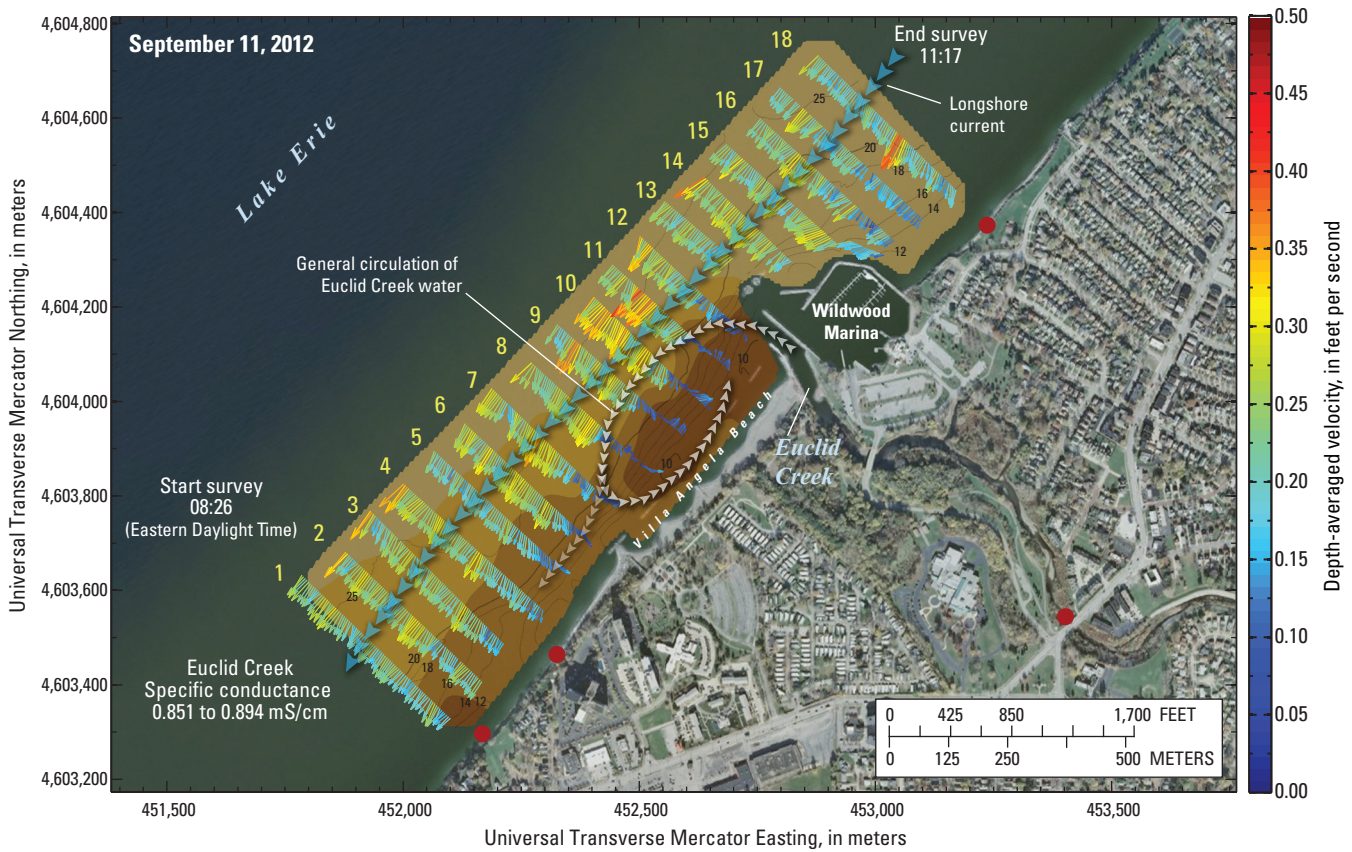 September 11, 2012
Lake Erie
End survey
11:17
Longshore
current
General circulation of
Euclid Creek water
Wildwood
Marina
Euclid
Creek
Villa Angela Beach
Start survey
08:26
(Eastern Daylight Time)
Euclid Creek
Specific conductance
0.851 to 0.894 mS/cm
18
17
16
15
14
13
12
11
10
9
8
7
6
5
4
3
2
1
25
20
18
16
14
12
10
10
25
20
18
16
14 12
0 425 850 1,700 FEET
0 125 250 500 METERS
4,604,800
4,604,600
4,604,400
4,604,200
4,604,000
4,603,800
4,603,600
4,603,400
4,603,200
Universal Transverse Mercator Northing, in meters
451,500 452,000 452,500 453,000 453,500
Universal Transverse Mercator Easting, in meters
0.50
0.45
0.40
0.35
0.30
0.25
0.20
0.15
0.10
0.05
0.00
Depth-averaged velocity, in feet per second